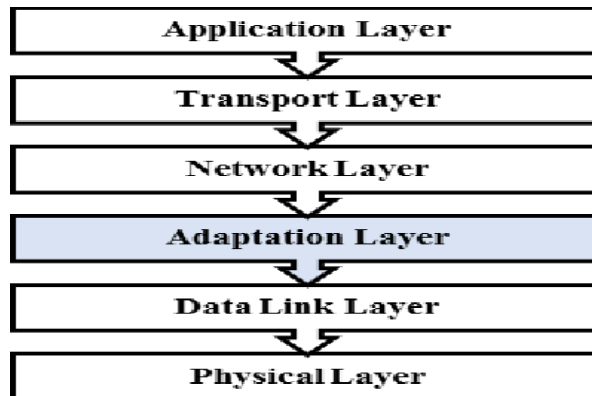 Application Layer
Transport Layer
Network Layer
Adaptation Layer
Data Link Layer
Physical Layer